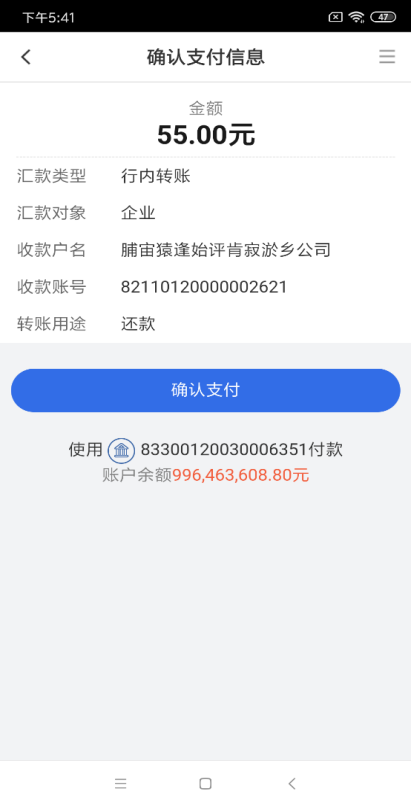 下午5:41
47
确认支付信息
金额
55.00元
汇款类型 行内转账
汇款对象 企业
收款户名 脯宙猿逢始评肯寂淤乡公司
收款账号 82110120000002621
转账用途 还款
确认支付
使用 83300120030006351付款
账户余额996,463,608.80元